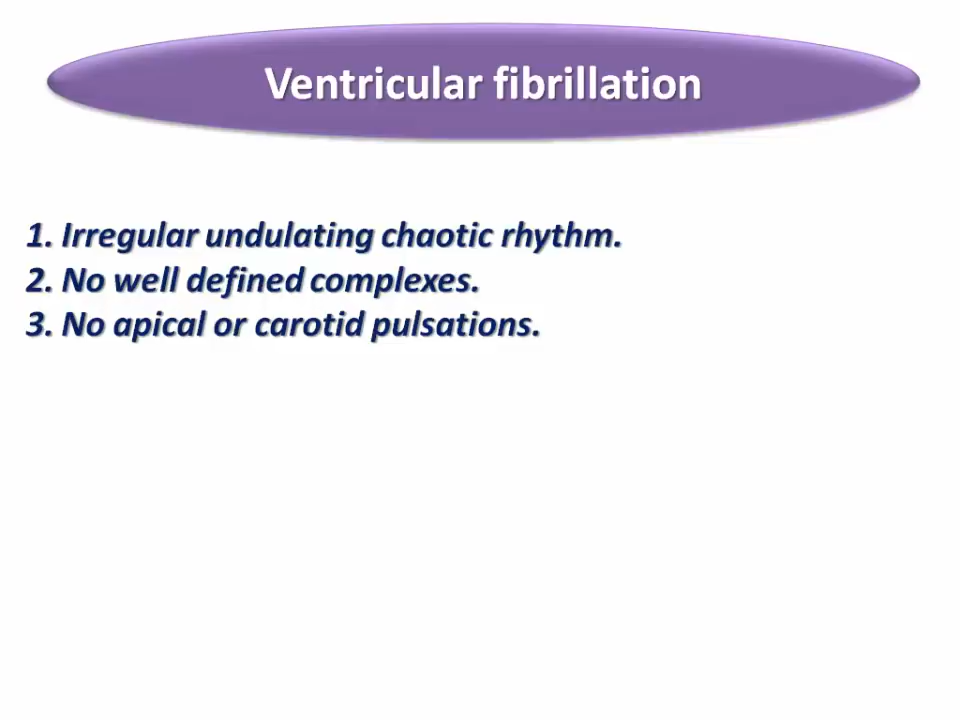 Ventricular fibrillation
1. Irregular undulating chaotic rhythm.
2. No well defined complexes.
3. No apical or carotid pulsations.